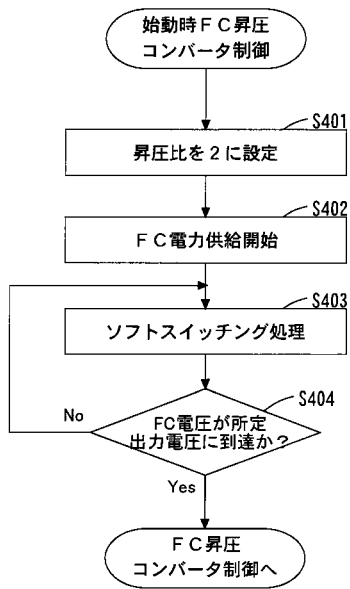 始動時ＦＣ昇圧
コンバータ制御
S401
昇圧比を２に設定
S402
ＦＣ電力供給開始
S403
ソフトスイッチング処理
S404
No
FC電圧が所定
出力電圧に到達か？
Yes
ＦＣ昇圧
コンバータ制御へ